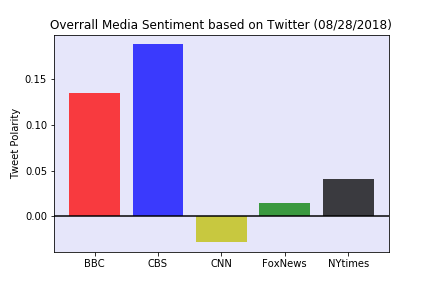 Overrall Media Sentiment based on Twitter (08/28/2018)
Tweet Polarity
0.15
0.10
0.05
0.00
BBC CBS CNN FoxNews NYtimes